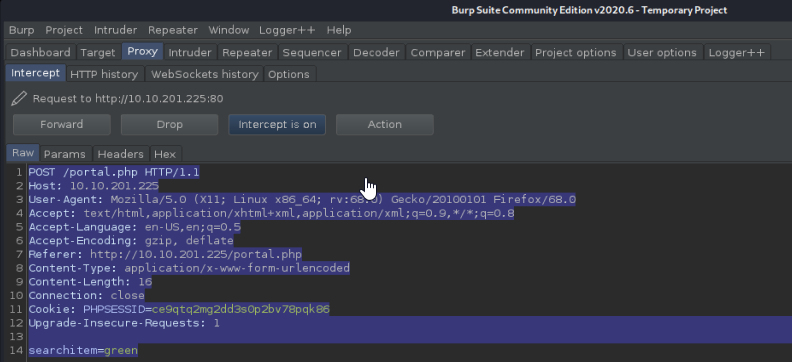 Burp Suite Community Edition v2020.6 - Temporary Project
Burp Project Intruder Repeater Window Logger++ Help
Dashboard Target Proxy Intruder Repeater Sequencer Decoder Comparer Extender Project options User options Logger++
Intercept HTTP history WebSockets history Options
Request to http://10.10.201.225:80
Forward Drop Intercept is on Action
Raw Params Headers Hex
1 POST /portal.php HTTP/1.1
2 Host: 10.10.201.225
3 User-Agent: Mozilla/5.0 (X11; Linux x86_64; rv:68.0) Gecko/20100101 Firefox/68.0
4 Accept: text/html,application/xhtml+xml,application/xml;q=0.9,*/*;q=0.8
5 Accept-Language: en-US,en;q=0.5
6 Accept-Encoding: gzip, deflate
7 Referer: http://10.10.201.225/portal.php
8 Content-Type: application/x-www-form-urlencoded
9 Content-Length: 16
10 Connection: close
11 Cookie: PHPSESSID=ce9qtq2mg2dd3s0p2bv78pqk86
12 Upgrade-Insecure-Requests: 1
13
14 searchitem=green